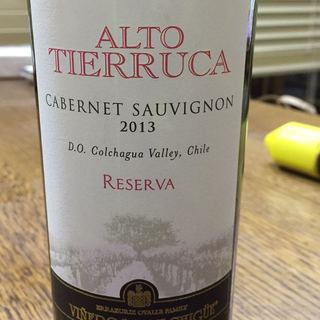 ALTO
TIERRUCA
CABERNET SAUVIGNON
2013
D.O. Colchagua Valley, Chile
RESERVA
ERRAZURIZ OVALLE FAMILY